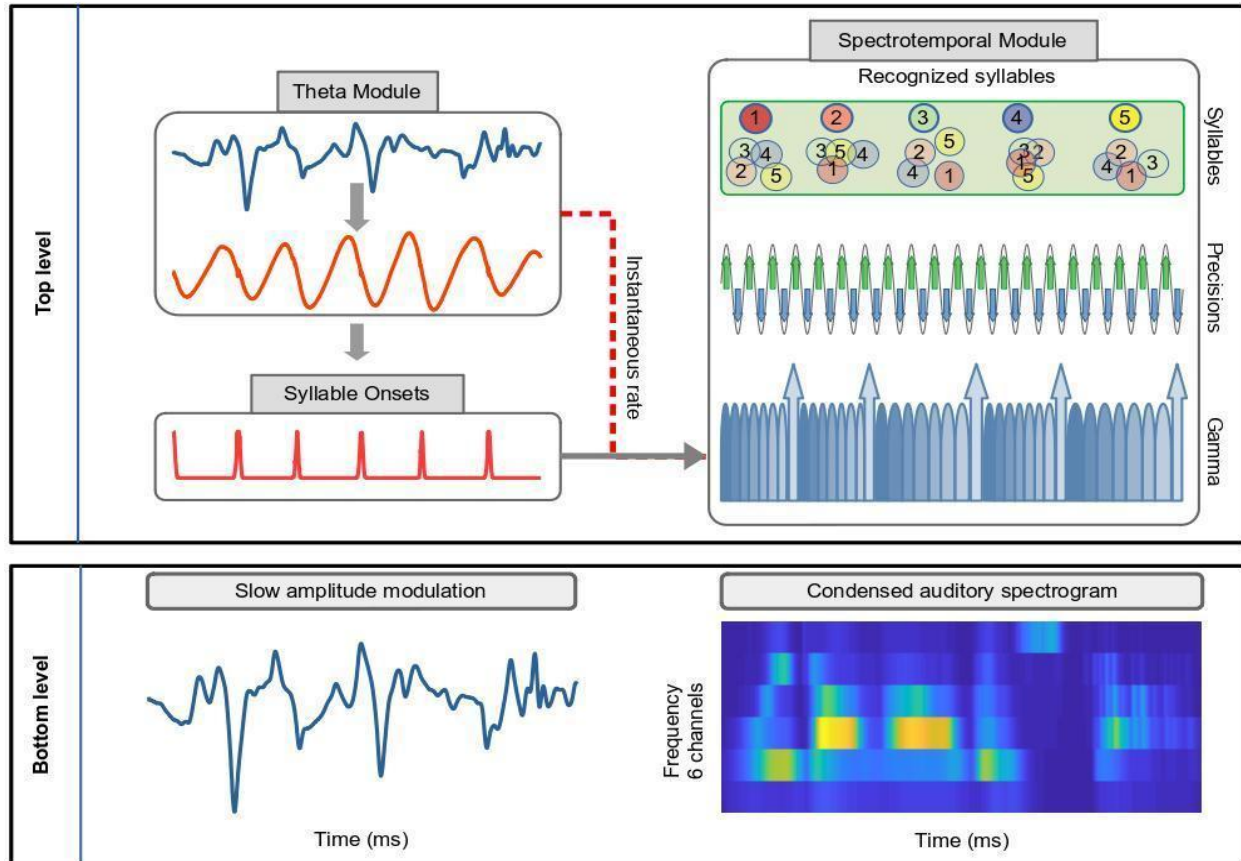 Top level
Theta Module
Syllable Onsets
Instantaneous rate
Spectrotemporal Module
Recognized syllables
1 2 3 4 5
3 4 2 5
3 5 4 1
5 2 4 1
3 2 1 5
2 3 4 1
Syllables
Precisions
Gamma
Bottom level
Slow amplitude modulation
Time (ms)
Condensed auditory spectrogram
Frequency
6 channels
Time (ms)